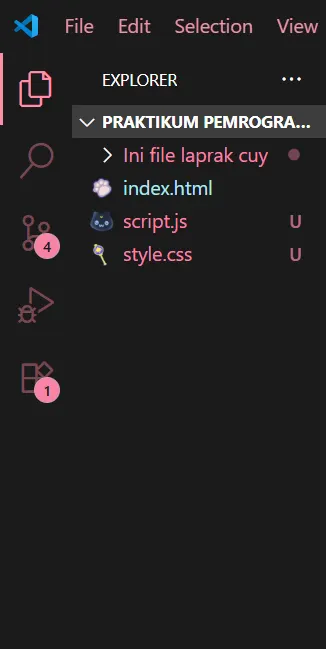 File Edit Selection View
EXPLORER ...
PRAKTIKUM PEMROGRA...
Ini file laprak cuy
index.html
script.js U
4
style.css U
1